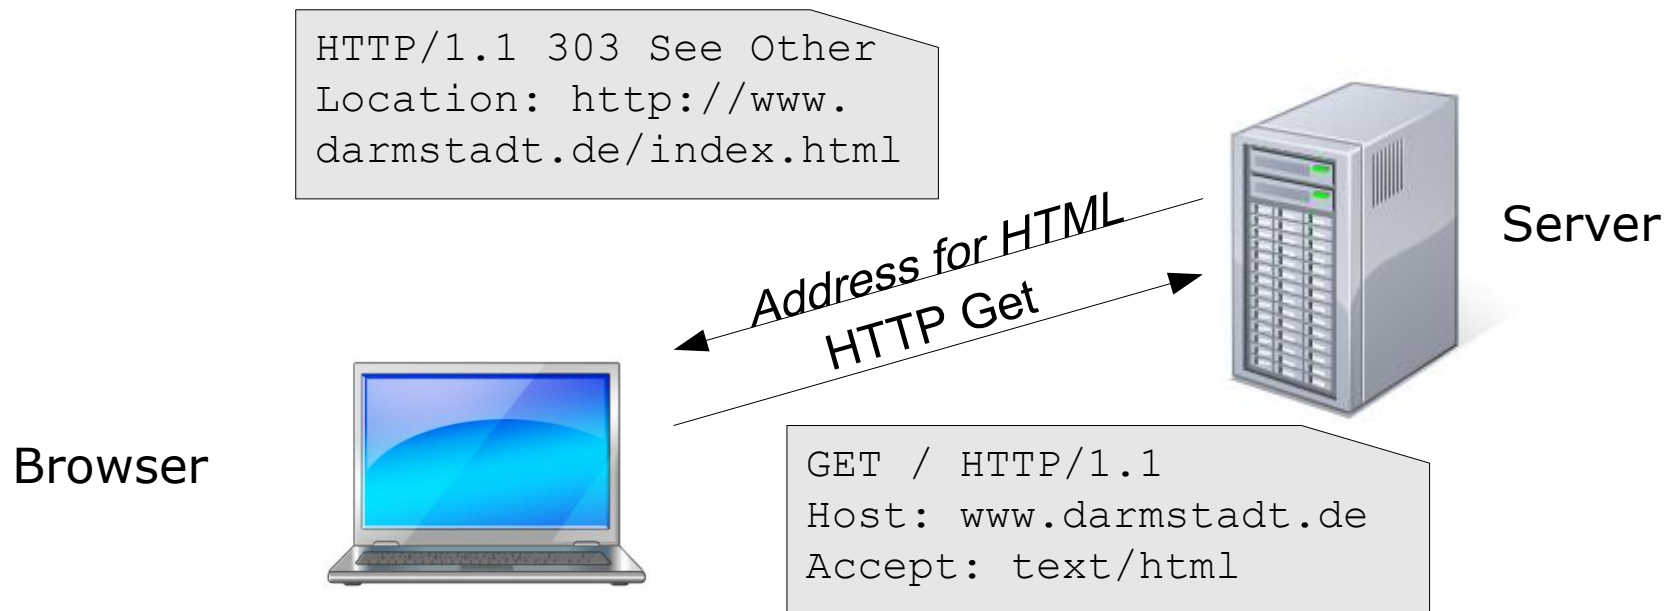 HTTP/1.1 303 See Other
Location: http://www.
darmstadt.de/index.html
Server
Address for HTML
HTTP Get
Browser
GET / HTTP/1.1
Host: www.darmstadt.de
Accept: text/html